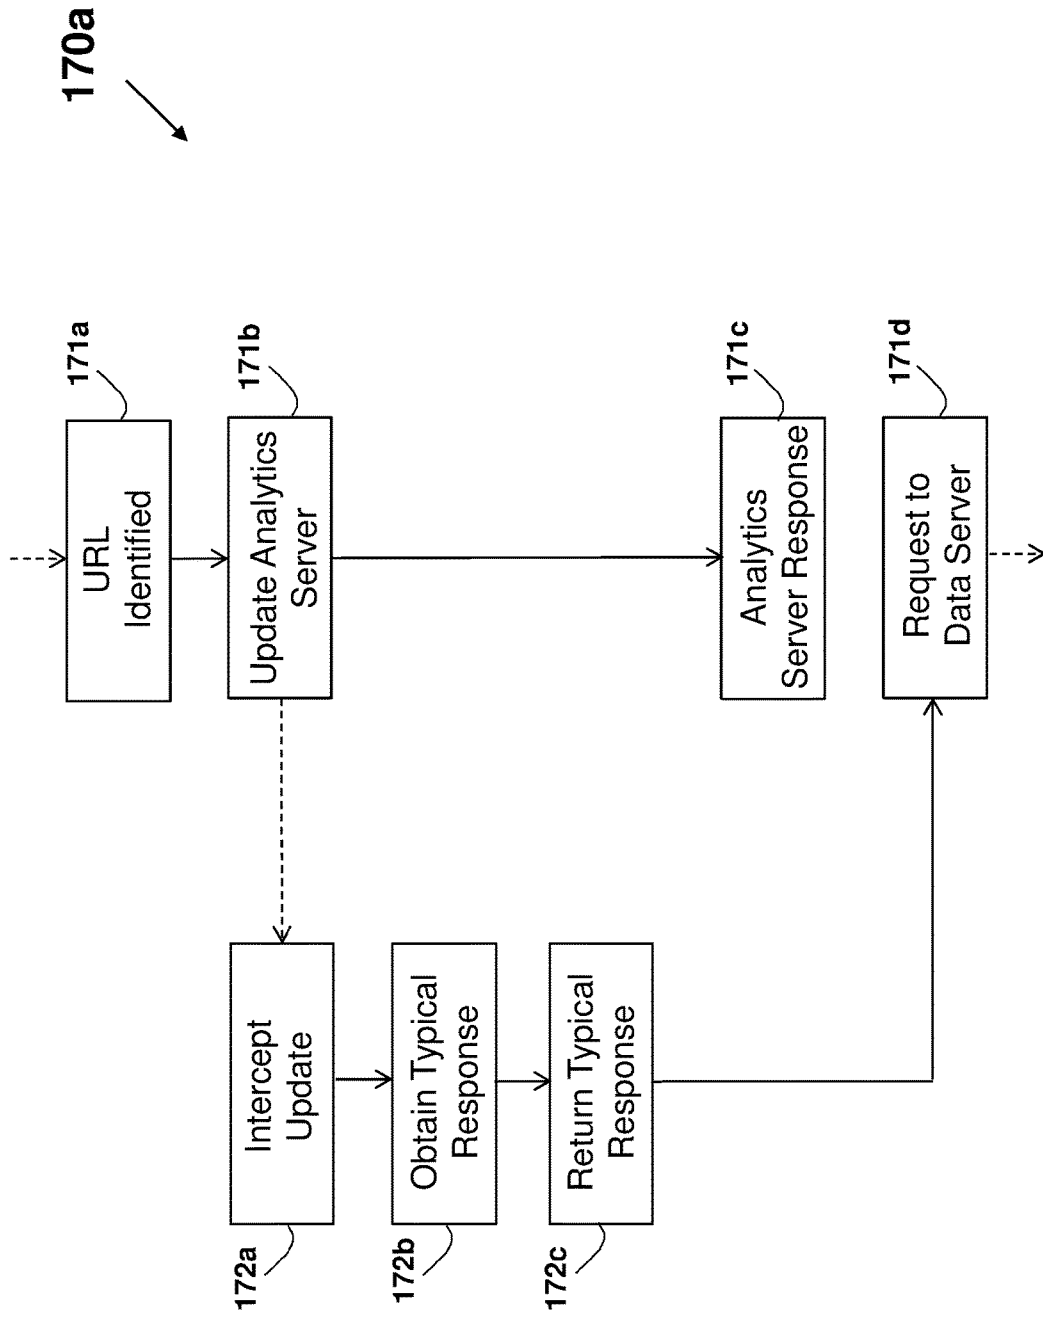 170a
171a
URL
Identified
171b
Update Analytics
Server
171c
Analytics
Server Response
171d
Request to
Data Server
172a
Intercept
Update
172b
Obtain Typical
Response
172c
Return Typical
Response